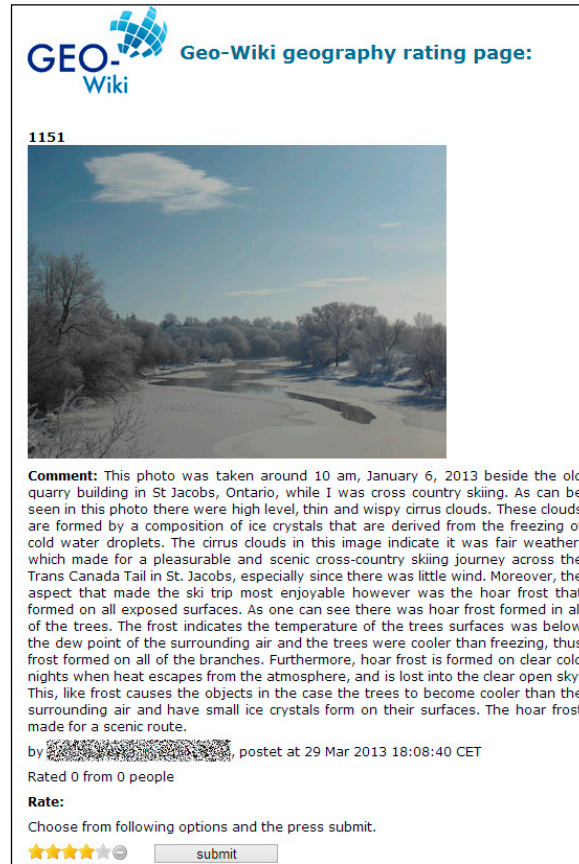 GEO-
Wiki
Geo-Wiki geography rating page:
1151
Comment: This photo was taken around 10 am, January 6, 2013 beside the old
quarry building in St Jacobs, Ontario, while I was cross country skiing. As can be
seen in this photo there were high level, thin and wispy cirrus clouds. These clouds
are formed by a composition of ice crystals that are derived from the freezing of
cold water droplets. The cirrus clouds in this image indicate it was fair weather,
which made for a pleasurable and scenic cross-country skiing journey across the
Trans Canada Tail in St. Jacobs, especially since there was little wind. Moreover, the
aspect that made the ski trip most enjoyable however was the hoar frost that
formed on all exposed surfaces. As one can see there was hoar frost formed in all
of the trees. The frost indicates the temperature of the trees surfaces was below
the dew point of the surrounding air and the trees were cooler than freezing, thus
frost formed on all of the branches. Furthermore, hoar frost is formed on clear cold
nights when heat escapes from the atmosphere, and is lost into the clear open sky.
This, like frost causes the objects in the case the trees to become cooler than the
surrounding air and have small ice crystals form on their surfaces. The hoar frost
made for a scenic route.
by , postet at 29 Mar 2013 18:08:40 CET
Rated 0 from 0 people
Rate:
Choose from following options and the press submit.
submit